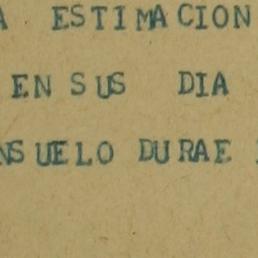 A ESTIMACION
EN SUS DIA
NSUELO DURAE